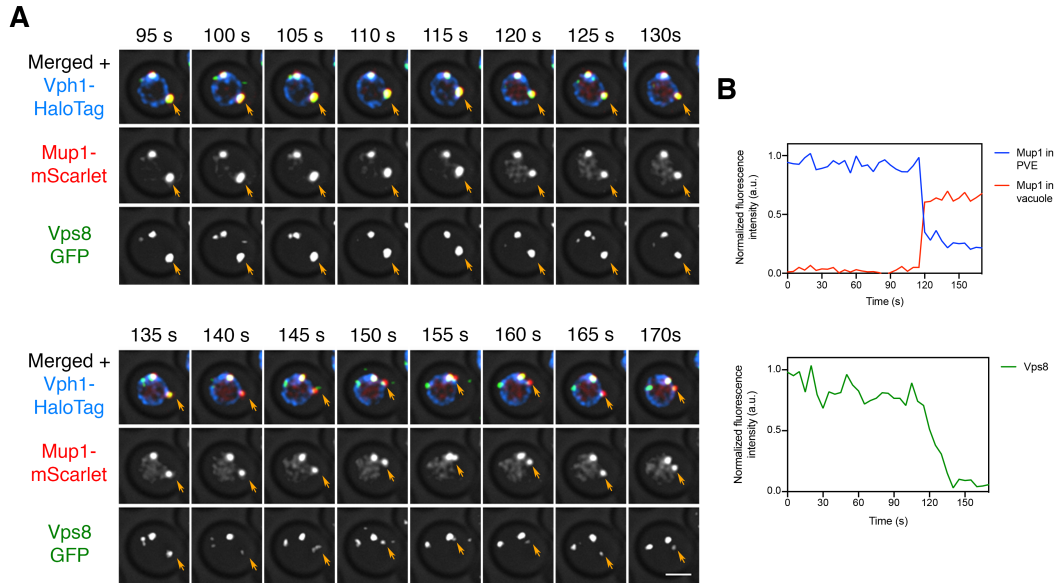 A
95 s 100 s 105 s 110 s 115 s 120 s 125 s 130s
Merged +
Vph1-
HaloTag
Mup1-
mScarlet
Vps8
GFP
135 s 140 s 145 s 150 s 155 s 160 s 165 s 170s
Merged +
Vph1-
HaloTag
Mup1-
mScarlet
Vps8
GFP
B
Normalized fluorescence
intensity (a.u.)
1.0
0.5
0.0
0 30 60 90 120 150
Time (s)
Mup1 in
PVE
Mup1 in
vacuole
Normalized fluorescence
intensity (a.u.)
1.0
0.5
0.0
0 30 60 90 120 150
Time (s)
Vps8